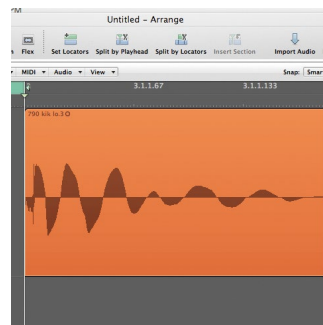 Untitled – Arrange
Flex Set Locators Split by Playhead Split by Locators Insert Section Import Audio
MIDI Audio View Snap: Smar
3.1.1.67 3.1.1.133
790 kik lo.3